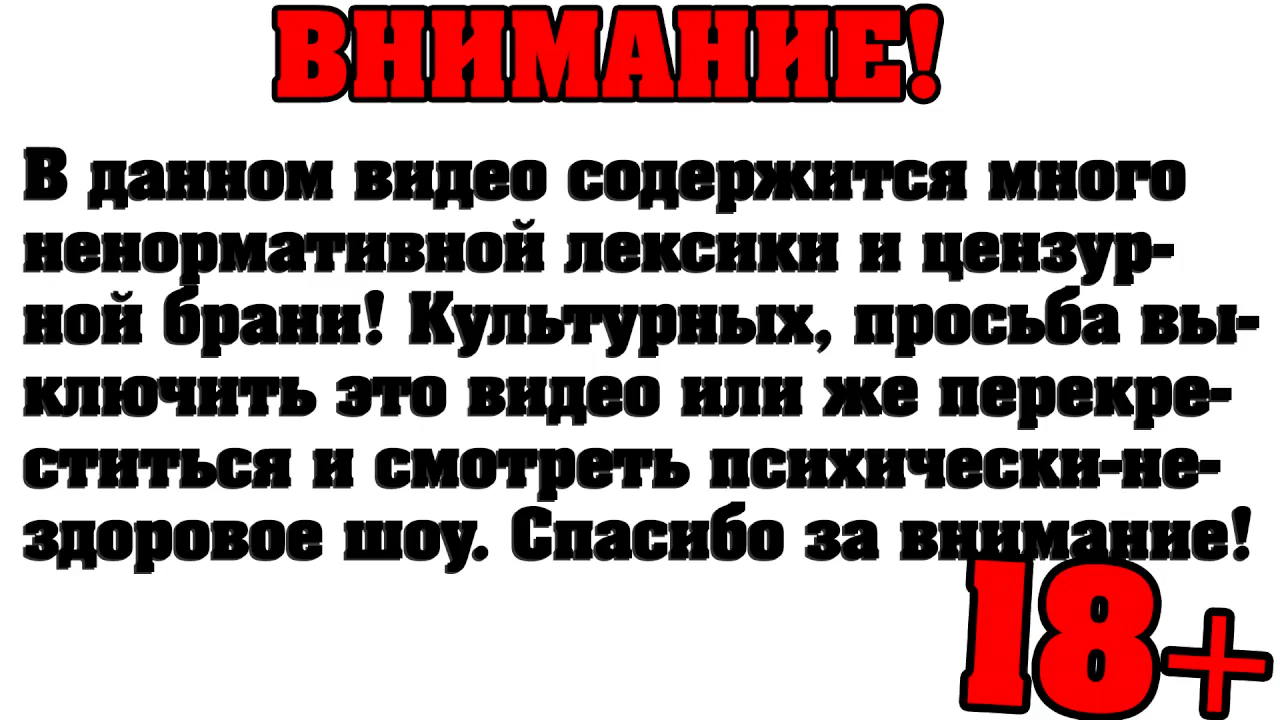 ВНИМАНИЕ!
В данном видео содержится много
ненормативной лексики и цензур-
ной брани! Культурных, просьба вы-
ключить это видео или же перекре-
ститься и смотреть психически-не-
здоровое шоу. Спасибо за внимание!
18+